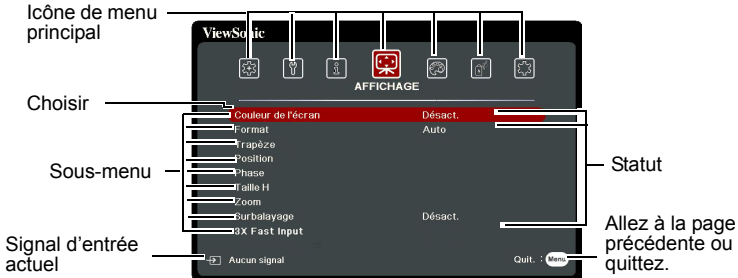 Icône de menu
principal
ViewSonic
AFFICHAGE
Choisir
Couleur de l'écran Désact.
Format Auto
Trapèze
Position
Phase
Taille H
Zoom
Surbalayage Désact.
3X Fast Input
Sous-menu
Statut
Signal d'entrée
actuel
Aucun signal
Quit. : Menu
Allez à la page
précédente ou
quittez.